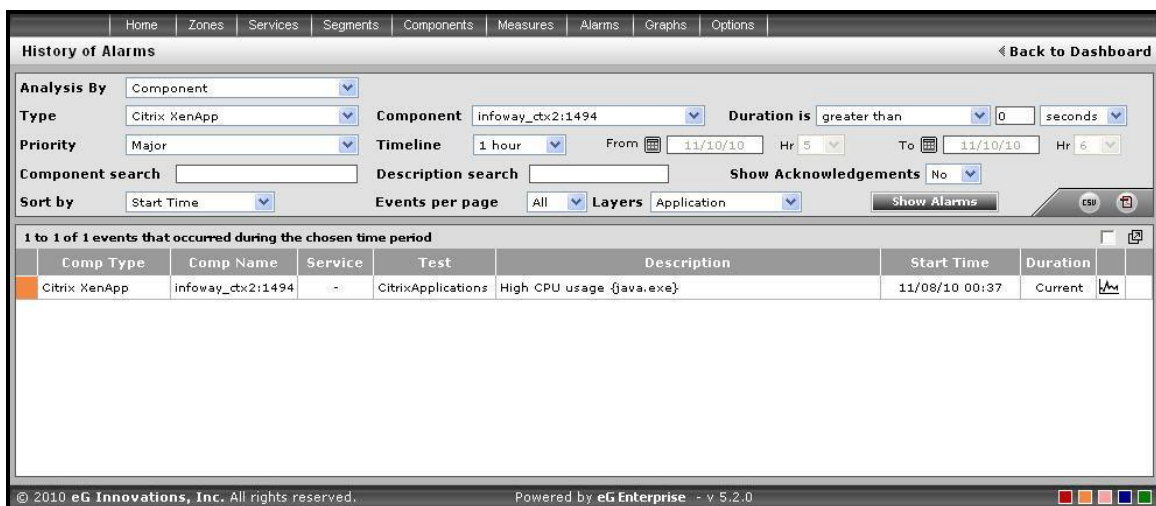 Home Zones Services Segments Components Measures Alarms Graphs Options
History of Alarms Back to Dashboard
Analysis By Component
Type Citrix XenApp Component infoway_ctx2:1494 Duration is greater than 0 seconds
Priority Major Timeline 1 hour From 11/10/10 Hr 5 To 11/10/10 Hr 6
Component search Description search Show Acknowledgements No
Sort by Start Time Events per page All Layers Application Show Alarms CSU
1 to 1 of 1 events that occurred during the chosen time period
Comp Type Comp Name Service Test Description Start Time Duration
Citrix XenApp infoway_ctx2:1494 - CitrixApplications High CPU usage {java.exe} 11/08/10 00:37 Current
© 2010 eG Innovations, Inc. All rights reserved. Powered by eG Enterprise - v 5.2.0